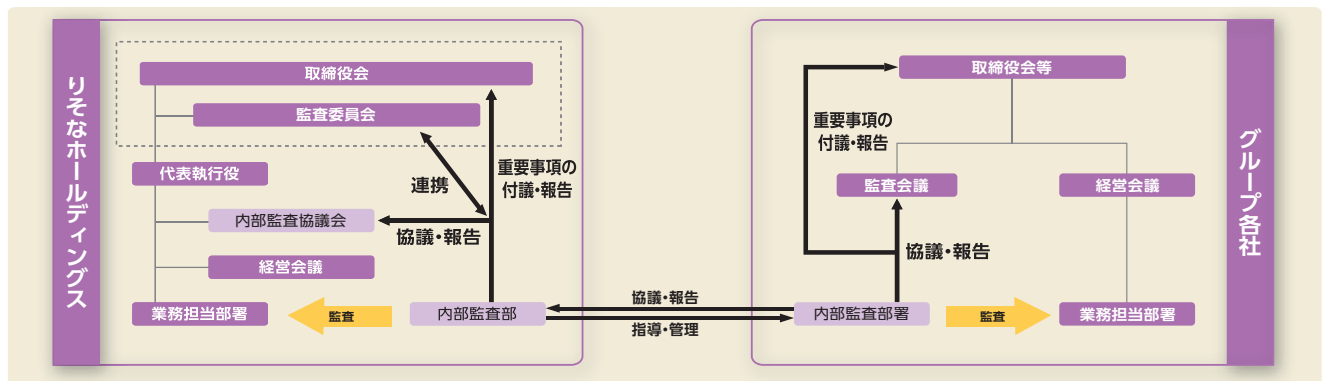 りそなホールディングス
取締役会
監査委員会
代表執行役
連携
重要事項の
付議・報告
内部監査協議会
協議・報告
経営会議
業務担当部署
監査
内部監査部
協議・報告
指導・管理
グループ各社
取締役会等
重要事項の
付議・報告
監査会議
経営会議
協議・報告
内部監査部署
監査
業務担当部署